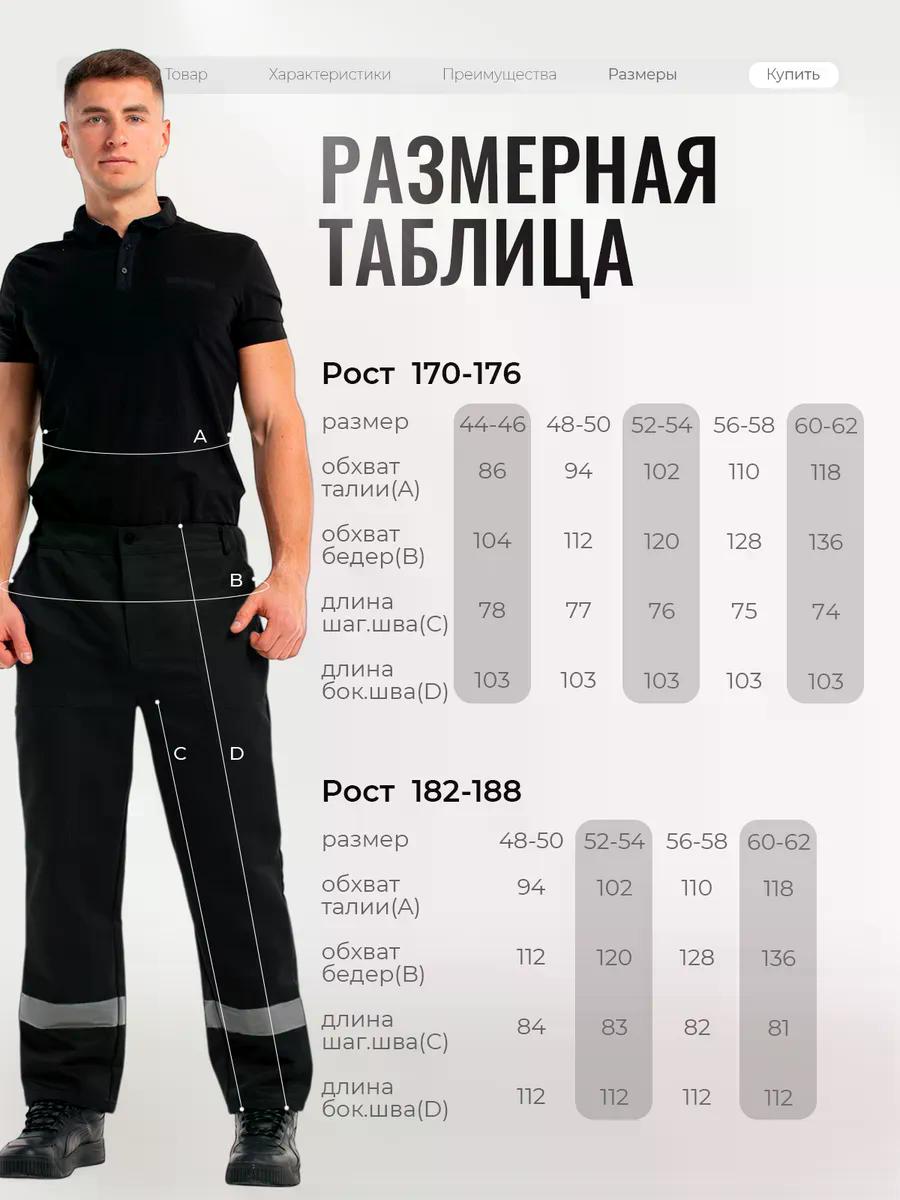 Товар Характеристики Преимущества Размеры Купить
РАЗМЕРНАЯ
ТАБЛИЦА
Рост 170-176
размер 44-46 48-50 52-54 56-58 60-62
обхват
талии(А) 86 94 102 110 118
обхват
бедер(В) 104 112 120 128 136
длина
шаг.шва(С) 78 77 76 75 74
длина
бок.шва(D) 103 103 103 103 103
A
B
C D
Рост 182-188
размер 48-50 52-54 56-58 60-62
обхват
талии(А) 94 102 110 118
обхват
бедер(В) 112 120 128 136
длина
шаг.шва(С) 84 83 82 81
длина
бок.шва(D) 112 112 112 112